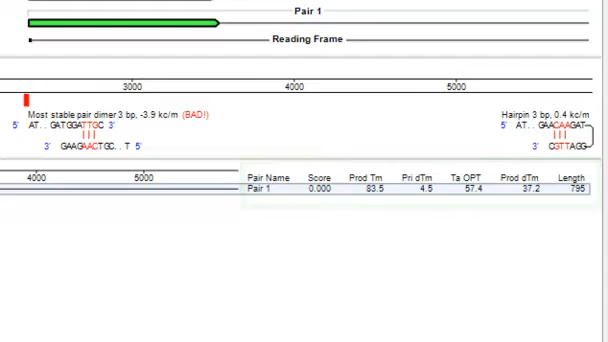 Pair 1
Reading Frame
3000 4000 5000
Most stable pair dimer 3 bp, -3.9 kc/m (BAD!) Hairpin 3 bp, 0.4 kc/m
5' AT. . GATGGATTGC 3' 5' AT. . GAACAAGAT
3' GAAGAACTGC. . T 5' 3' CGTTAGG
4000 5000
Pair Name Score Prod Tm Pri dTm Ta OPT Prod dTm Length
Pair 1 0.000 83.5 4.5 57.4 37.2 795